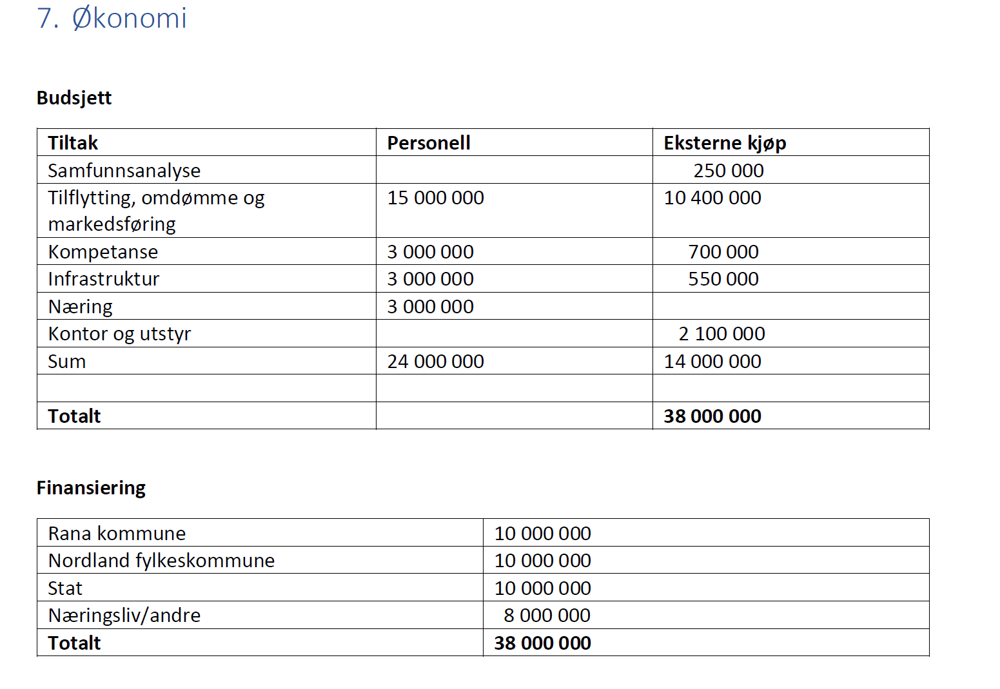 7. Økonomi
Budsjett
Tiltak Personell Eksterne kjøp
Samfunnsanalyse 250 000
Tilflytting, omdømme og 15 000 000 10 400 000
markedsføring
Kompetanse 3 000 000 700 000
Infrastruktur 3 000 000 550 000
Næring 3 000 000
Kontor og utstyr 2 100 000
Sum 24 000 000 14 000 000
Totalt 38 000 000
Finansiering
Rana kommune 10 000 000
Nordland fylkeskommune 10 000 000
Stat 10 000 000
Næringsliv/andre 8 000 000
Totalt 38 000 000